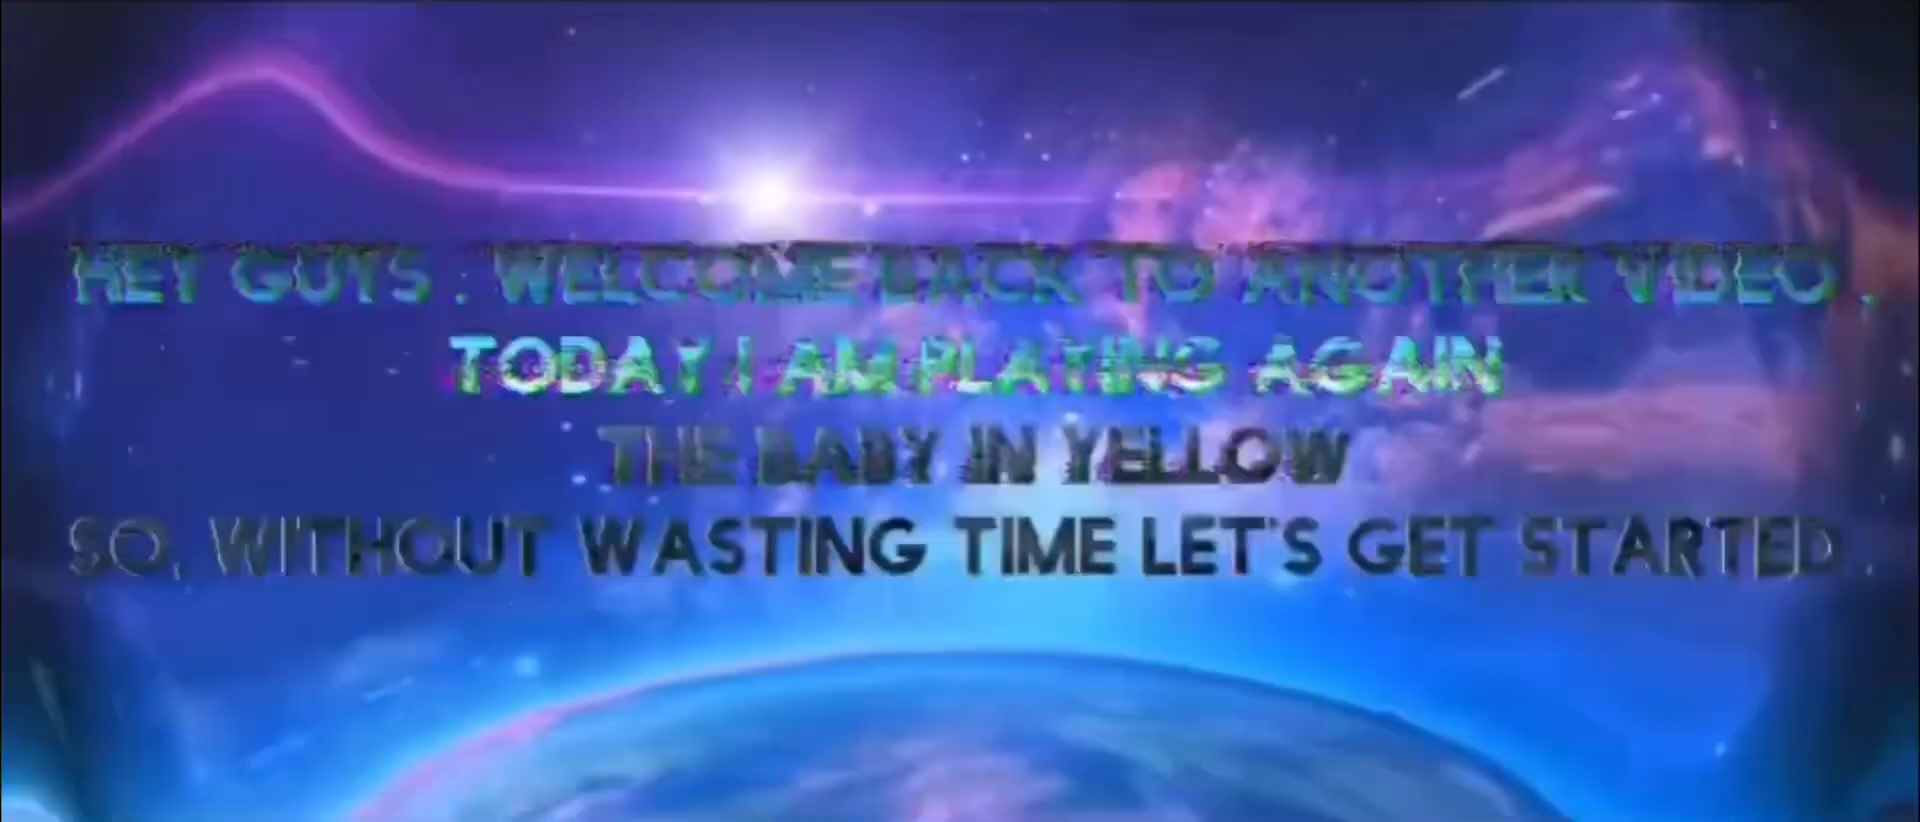 HEY GUYS . WELCOME BACK TO ANOTHER VIDEO .
TODAY I AM PLAYING AGAIN
THE BABY IN YELLOW
SO, WITHOUT WASTING TIME LET'S GET STARTED .